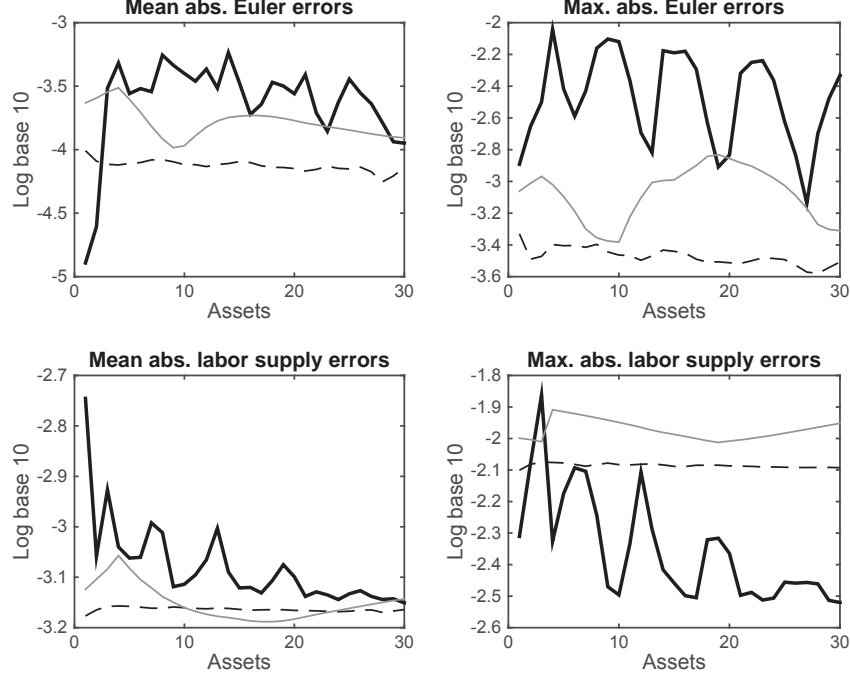 Mean abs. Euler errors
-3
-3.5
-4
-4.5
-5
Log base 10
0 10 20 30
Assets
Max. abs. Euler errors
-2
-2.2
-2.4
-2.6
-2.8
-3
-3.2
-3.4
-3.6
Log base 10
0 10 20 30
Assets
Mean abs. labor supply errors
-2.7
-2.8
-2.9
-3
-3.1
-3.2
Log base 10
0 10 20 30
Assets
Max. abs. labor supply errors
-1.8
-1.9
-2
-2.1
-2.2
-2.3
-2.4
-2.5
-2.6
Log base 10
0 10 20 30
Assets